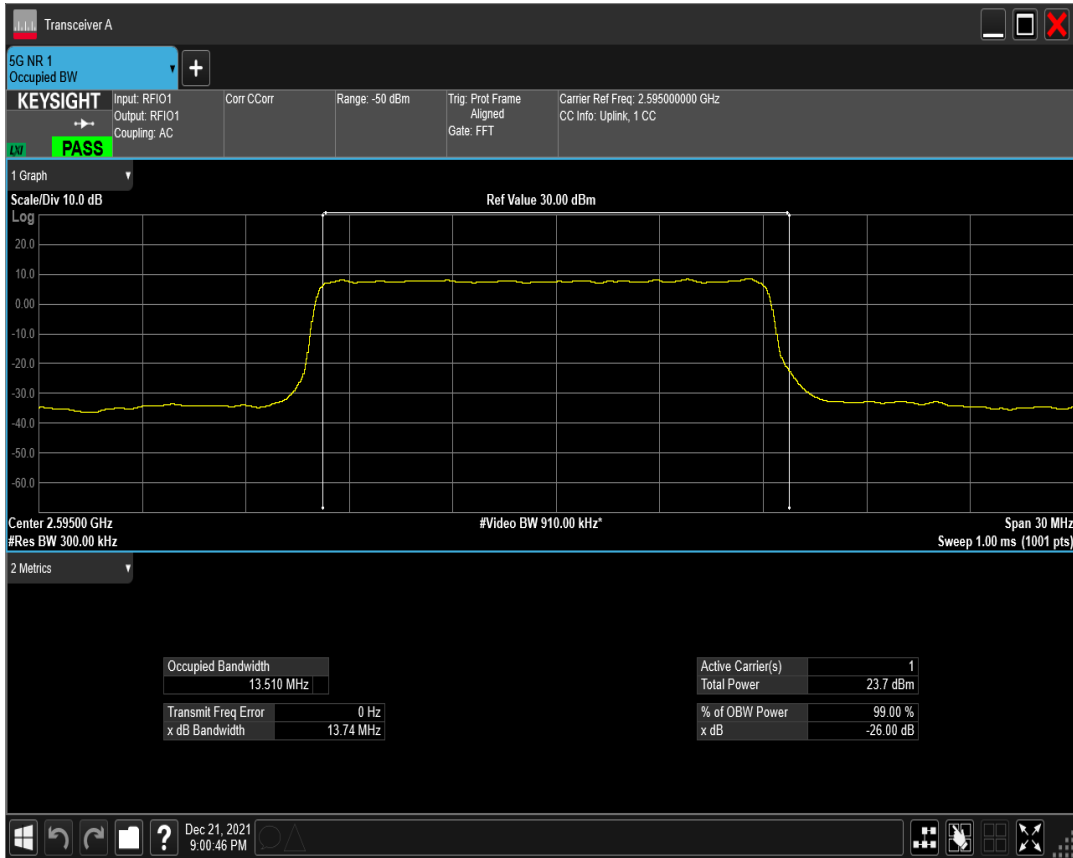 Transceiver A
5G NR 1
Occupied BW
+
KEYSIGHT
LXI
PASS
Input: RFIO1
Output: RFIO1
Coupling: AC
Corr CCorr
Range: -50 dBm
Trig: Prot Frame
Aligned
Gate: FFT
Carrier Ref Freq: 2.595000000 GHz
CC Info: Uplink, 1 CC
1 Graph
Scale/Div 10.0 dB
Ref Value 30.00 dBm
Log
20.0
10.0
0.00
-10.0
-20.0
-30.0
-40.0
-50.0
-60.0
Center 2.59500 GHz
#Video BW 910.00 kHz*
Span 30 MHz
#Res BW 300.00 kHz
Sweep 1.00 ms (1001 pts)
2 Metrics
Occupied Bandwidth
13.510 MHz
Transmit Freq Error 0 Hz
x dB Bandwidth 13.74 MHz
Active Carrier(s) 1
Total Power 23.7 dBm
% of OBW Power 99.00 %
x dB -26.00 dB
?
Dec 21, 2021
9:00:46 PM